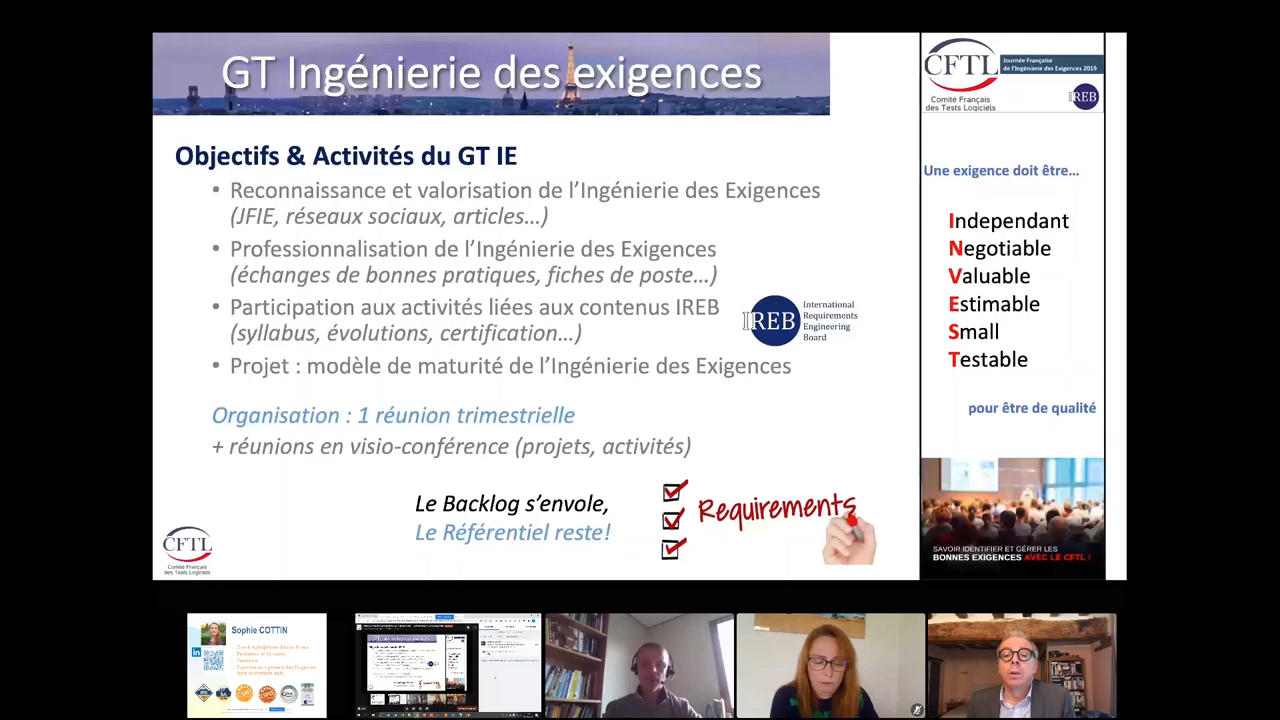 GT Ingénierie des exigences
Objectifs & Activités du GT IE
• Reconnaissance et valorisation de l'Ingénierie des Exigences
(JFIE, réseaux sociaux, articles…)
• Professionnalisation de l'Ingénierie des Exigences
(échanges de bonnes pratiques, fiches de poste…)
• Participation aux activités liées aux contenus IREB
(syllabus, évolutions, certification…)
• Projet : modèle de maturité de l'Ingénierie des Exigences
IREB
International
Requirements
Engineering
Board
Organisation : 1 réunion trimestrielle
+ réunions en visio-conférence (projets, activités)
Le Backlog s'envole,
Le Référentiel reste!
Requirements
CFTL
Comité Français
des Tests Logiciels
CFTL
Comité Français
des Tests Logiciels
Journée Française
de l'Ingénierie des Exigences 2019
IREB
Une exigence doit être…
Independant
Negotiable
Valuable
Estimable
Small
Testable
pour être de qualité
SAVOIR IDENTIFIER ET GÉRER LES
BONNES EXIGENCES AVEC LE CFTL !
Sophie COTTIN